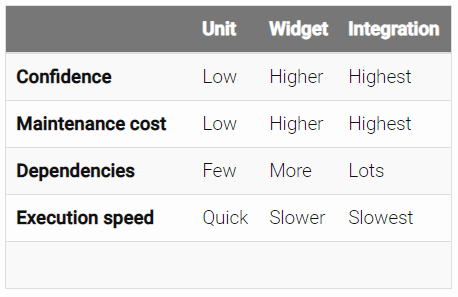 Unit Widget Integration
Confidence Low Higher Highest
Maintenance cost Low Higher Highest
Dependencies Few More Lots
Execution speed Quick Slower Slowest